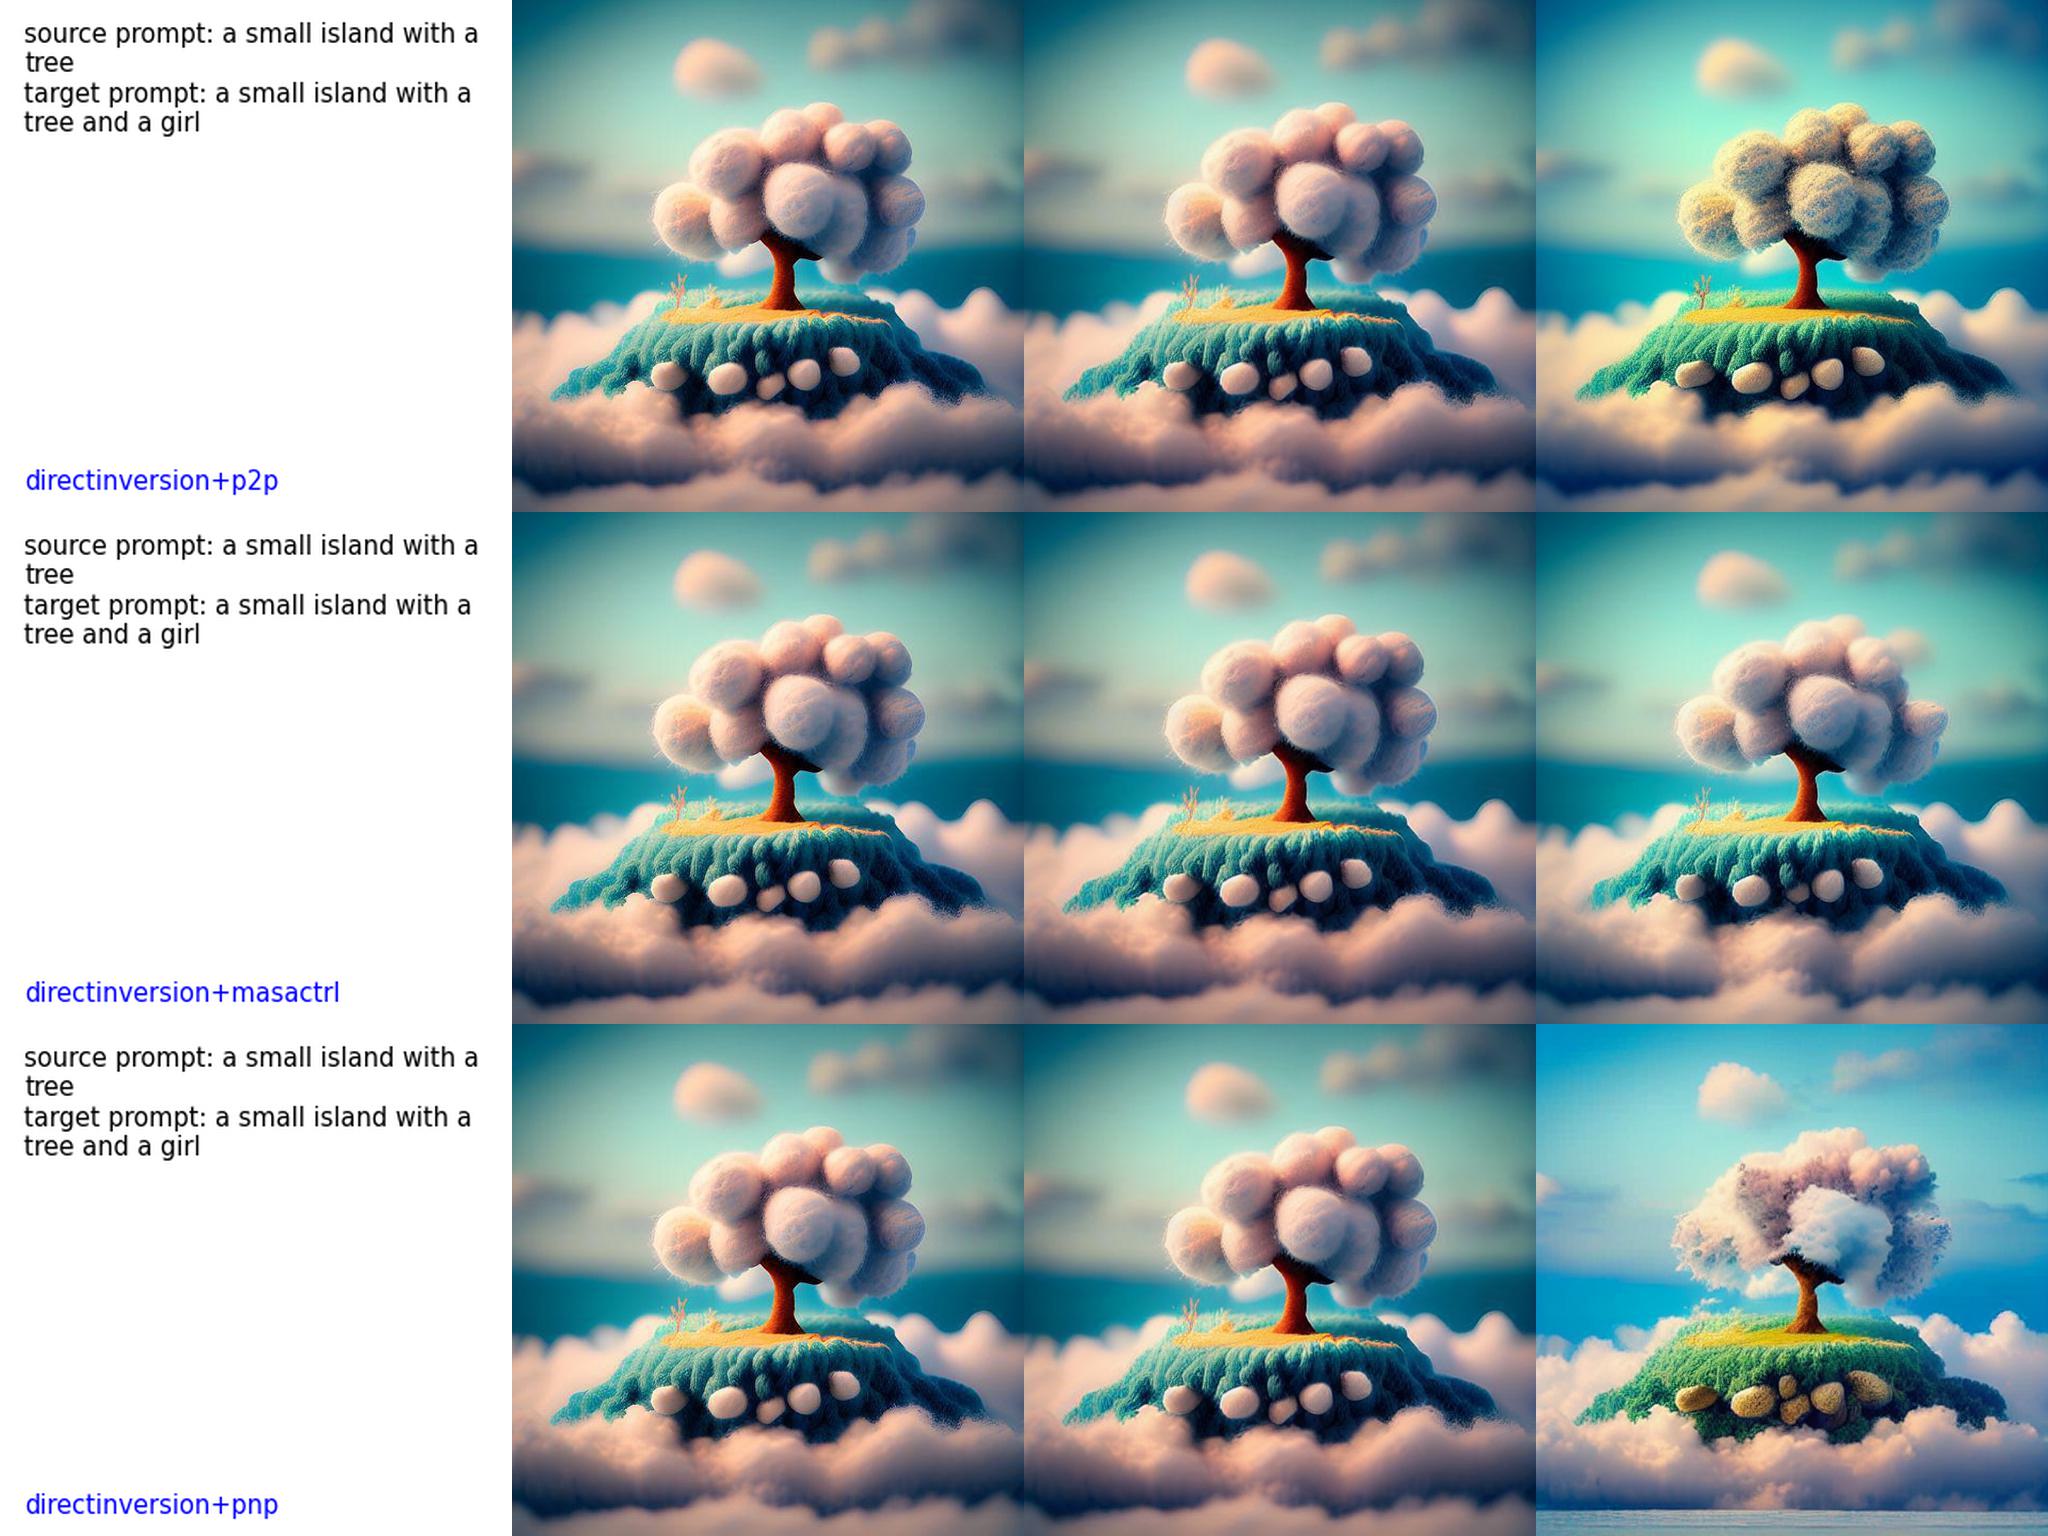 source prompt: a small island with a
tree
target prompt: a small island with a
tree and a girl
directinversion+p2p
source prompt: a small island with a
tree
target prompt: a small island with a
tree and a girl
directinversion+masactrl
source prompt: a small island with a
tree
target prompt: a small island with a
tree and a girl
directinversion+pnp